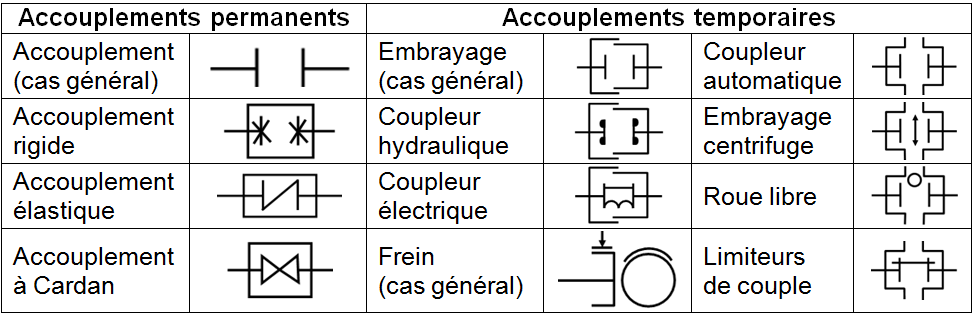 Accouplements permanents
Accouplements temporaires
Accouplement
(cas général)
Embrayage
(cas général)
Coupleur
automatique
Accouplement
rigide
Coupleur
hydraulique
Embrayage
centrifuge
Accouplement
élastique
Coupleur
électrique
Roue libre
Accouplement
à Cardan
Frein
(cas général)
Limiteurs
de couple